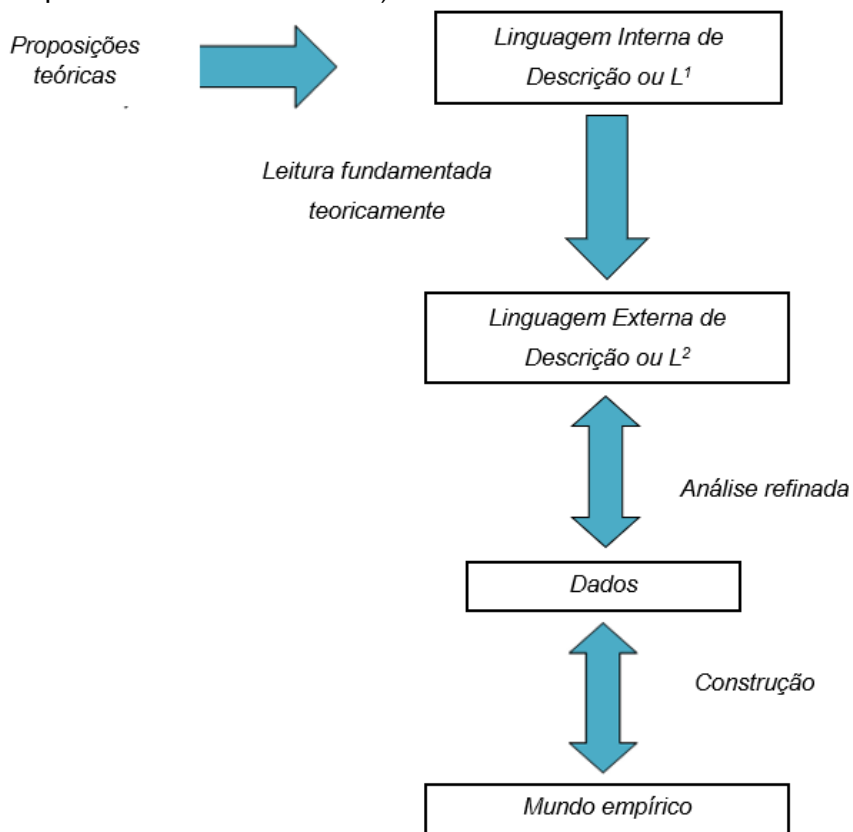 Proposições
teóricas
Linguagem Interna de
Descrição ou L¹
Leitura fundamentada
teoricamente
Linguagem Externa de
Descrição ou L²
Análise refinada
Dados
Construção
Mundo empírico